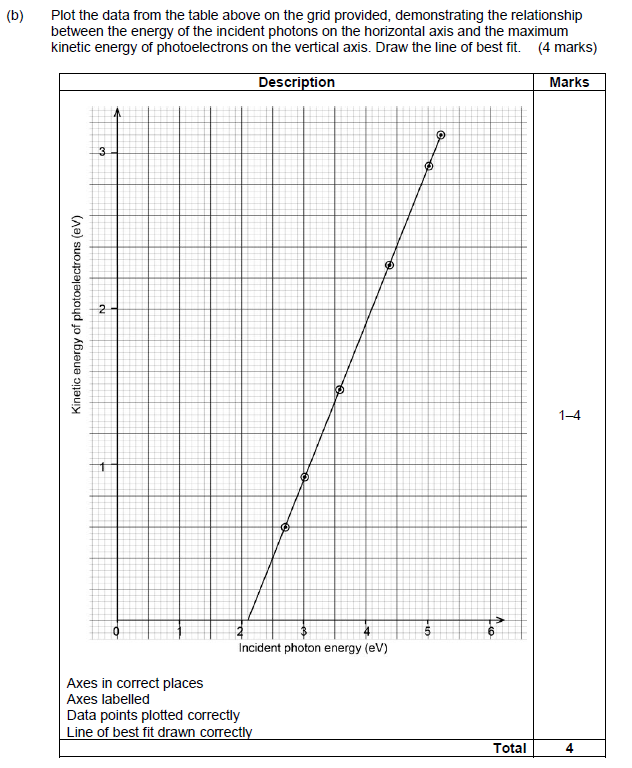 (b) Plot the data from the table above on the grid provided, demonstrating the relationship
between the energy of the incident photons on the horizontal axis and the maximum
kinetic energy of photoelectrons on the vertical axis. Draw the line of best fit. (4 marks)
Description Marks
3
2
1
Kinetic energy of photoelectrons (eV)
1–4
0 1 2 3 4 5 6
Incident photon energy (eV)
Axes in correct places
Axes labelled
Data points plotted correctly
Line of best fit drawn correctly
Total 4